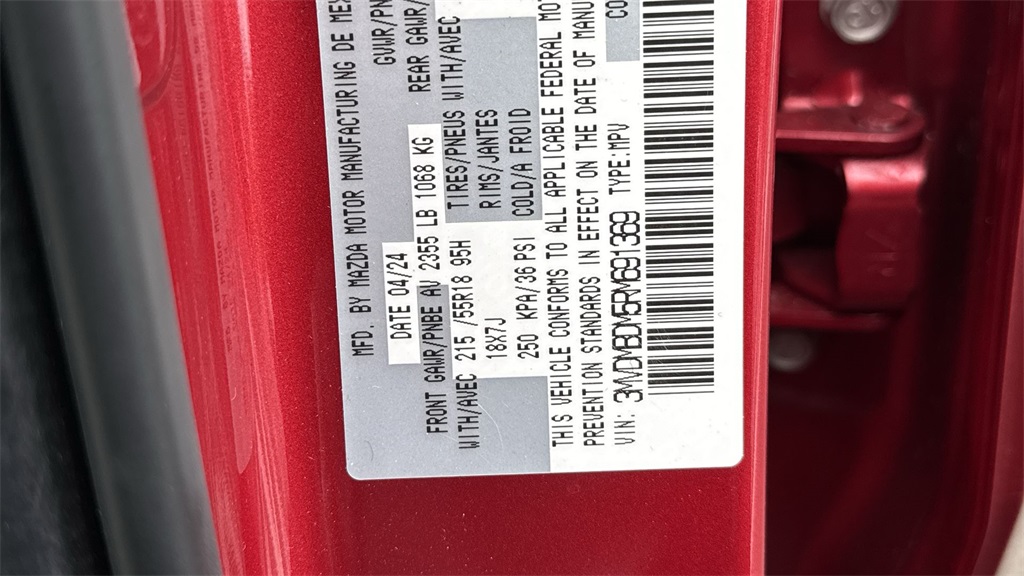 MFD. BY MAZDA MOTOR MANUFACTURING DE MEX
DATE 04/24 GVWR/PN
FRONT GAWR/PNBE AV 2355 LB 1068 KG REAR GAWR/
WITH/AVEC 215 /55R18 95H TIRES/PNEUS WITH/AVEC
18X7J RIMS/JANTES
250 KPA/36 PSI COLD/A FROID
THIS VEHICLE CONFORMS TO ALL APPLICABLE FEDERAL MO
PREVENTION STANDARDS IN EFFECT ON THE DATE OF MANU
VIN: 3MVDMBDM5RM691369 TYPE:MPV CO